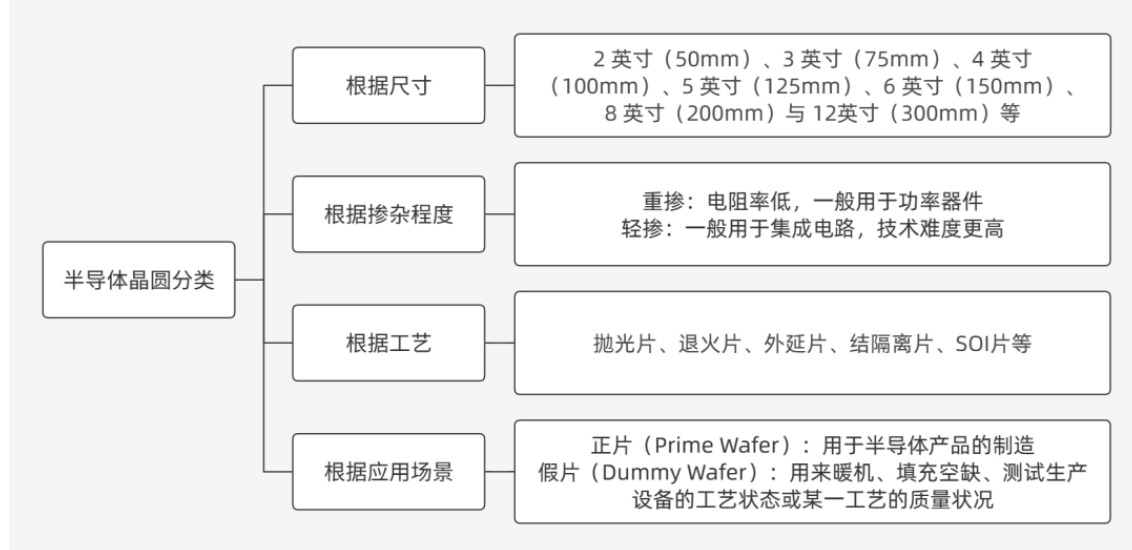 半导体晶圆分类
根据尺寸
2 英寸（50mm）、3 英寸（75mm）、4 英寸
（100mm）、5 英寸（125mm）、6 英寸（150mm）、
8 英寸（200mm）与 12英寸（300mm）等
根据掺杂程度
重掺：电阻率低，一般用于功率器件
轻掺：一般用于集成电路，技术难度更高
根据工艺
抛光片、退火片、外延片、结隔离片、SOI片等
根据应用场景
正片（Prime Wafer）：用于半导体产品的制造
假片（Dummy Wafer）：用来暖机、填充空缺、测试生产
设备的工艺状态或某一工艺的质量状况